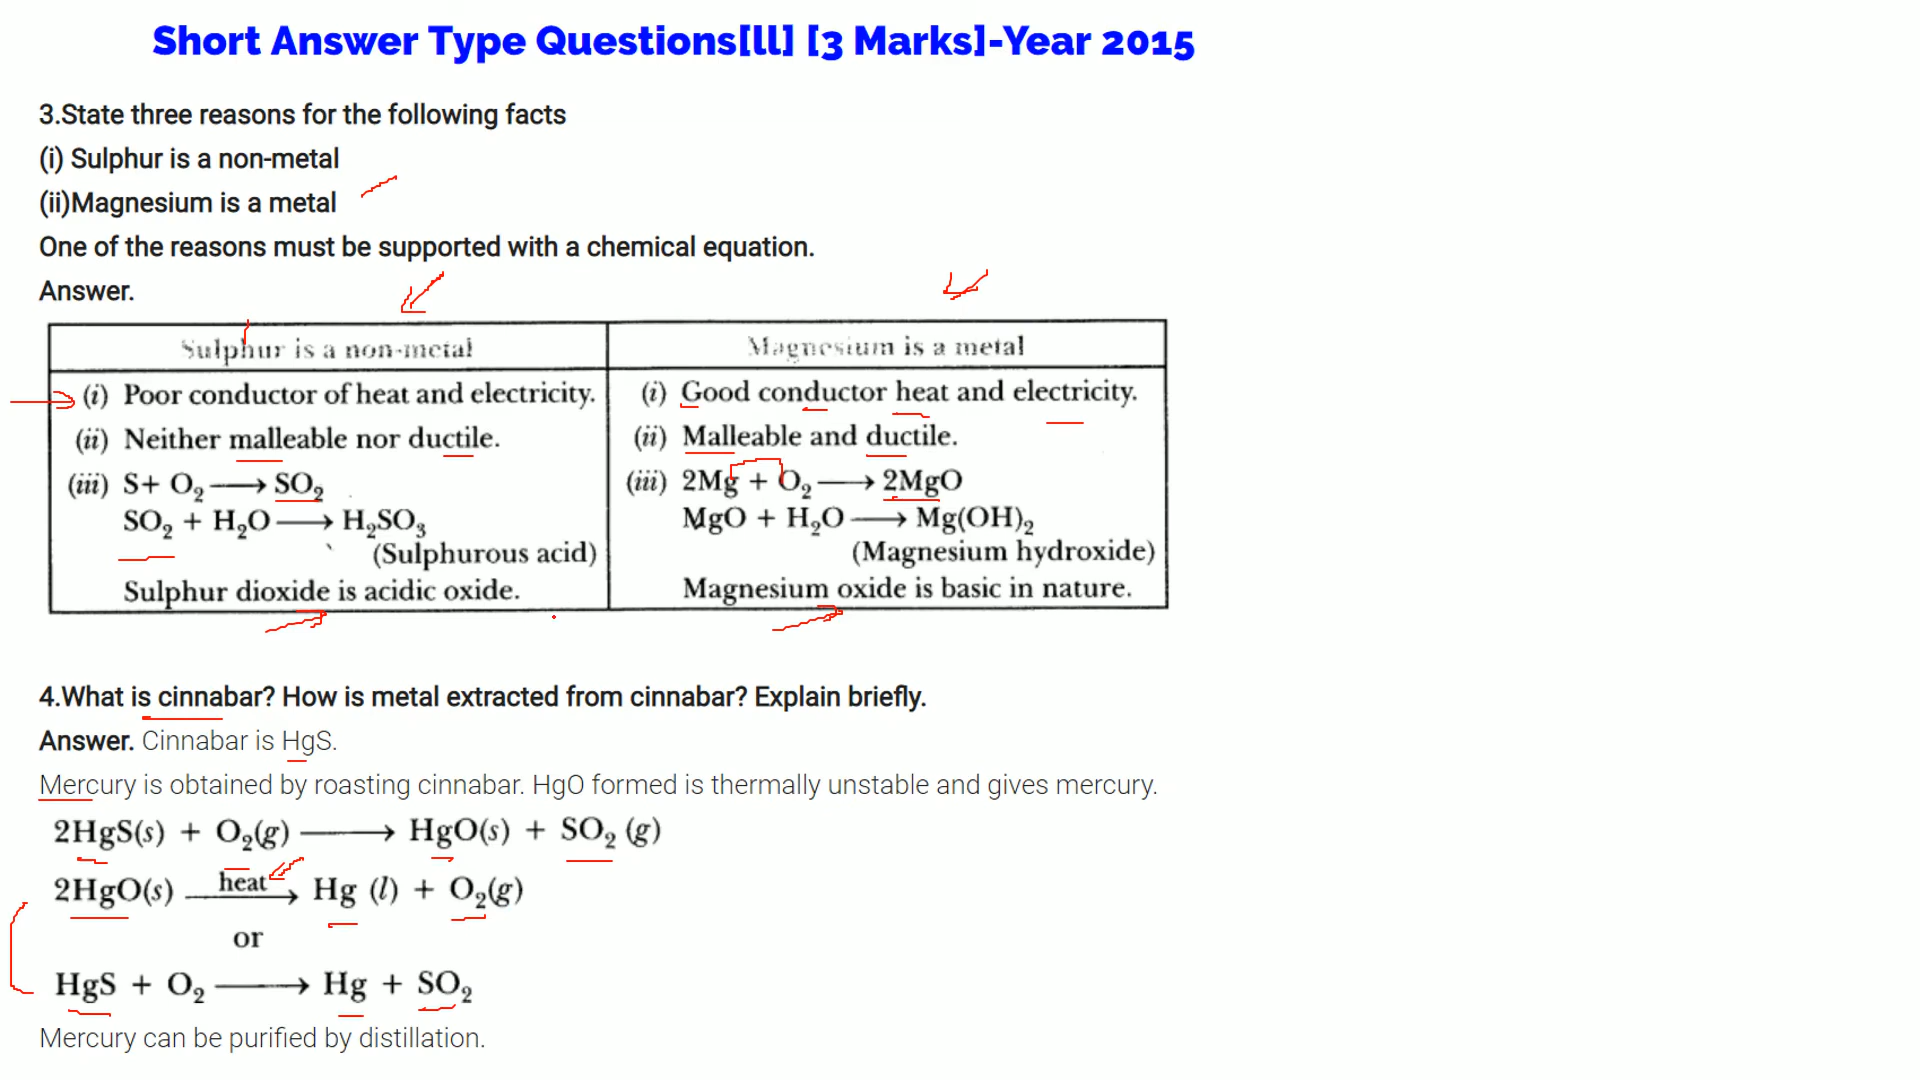 Short Answer Type Questions[ll] [3 Marks]-Year 2015
3.State three reasons for the following facts
(i) Sulphur is a non-metal
(ii)Magnesium is a metal
One of the reasons must be supported with a chemical equation.
Answer.
Sulphur is a non-metal
(i) Poor conductor of heat and electricity.
(ii) Neither malleable nor ductile.
(iii) S+ O₂ ⟶ SO₂
SO₂ + H₂O ⟶ H₂SO₃
(Sulphurous acid)
Sulphur dioxide is acidic oxide.
Magnesium is a metal
(i) Good conductor heat and electricity.
(ii) Malleable and ductile.
(iii) 2Mg + O₂ ⟶ 2MgO
MgO + H₂O ⟶ Mg(OH)₂
(Magnesium hydroxide)
Magnesium oxide is basic in nature.
4.What is cinnabar? How is metal extracted from cinnabar? Explain briefly.
Answer. Cinnabar is HgS.
Mercury is obtained by roasting cinnabar. HgO formed is thermally unstable and gives mercury.
2HgS(s) + O₂(g) ⟶ HgO(s) + SO₂ (g)
2HgO(s) heat⟶ Hg (l) + O₂(g)
or
HgS + O₂ ⟶ Hg + SO₂
Mercury can be purified by distillation.